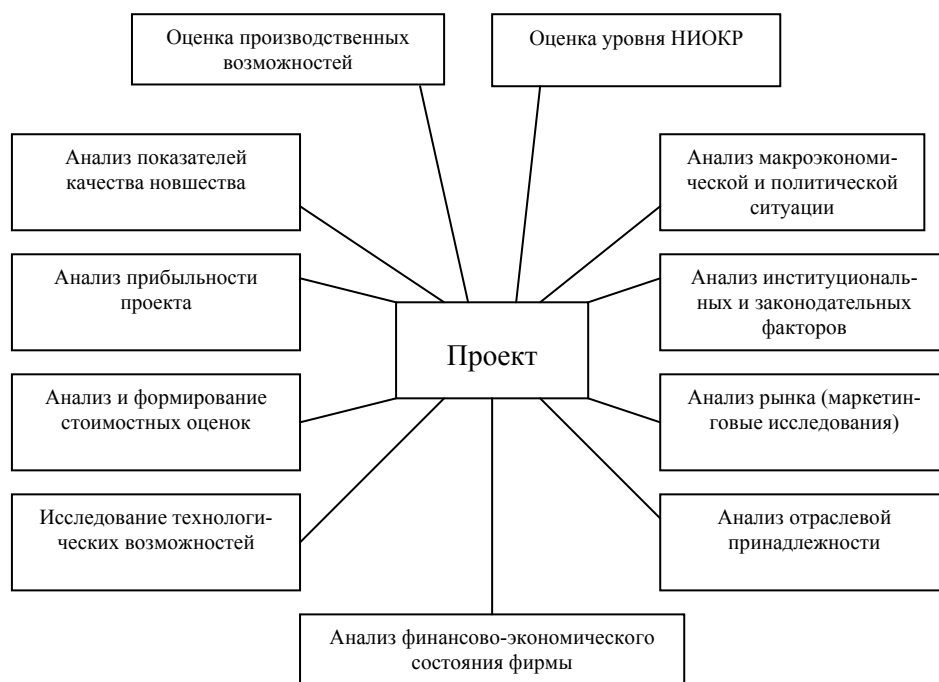 Оценка производственных
возможностей
Оценка уровня НИОКР
Анализ показателей
качества новшества
Анализ макроэкономи-
ческой и политической
ситуации
Анализ прибыльности
проекта
Анализ институциональ-
ных и законодательных
факторов
Проект
Анализ и формирование
стоимостных оценок
Анализ рынка (маркетин-
говые исследования)
Исследование технологи-
ческих возможностей
Анализ отраслевой
принадлежности
Анализ финансово-экономического
состояния фирмы